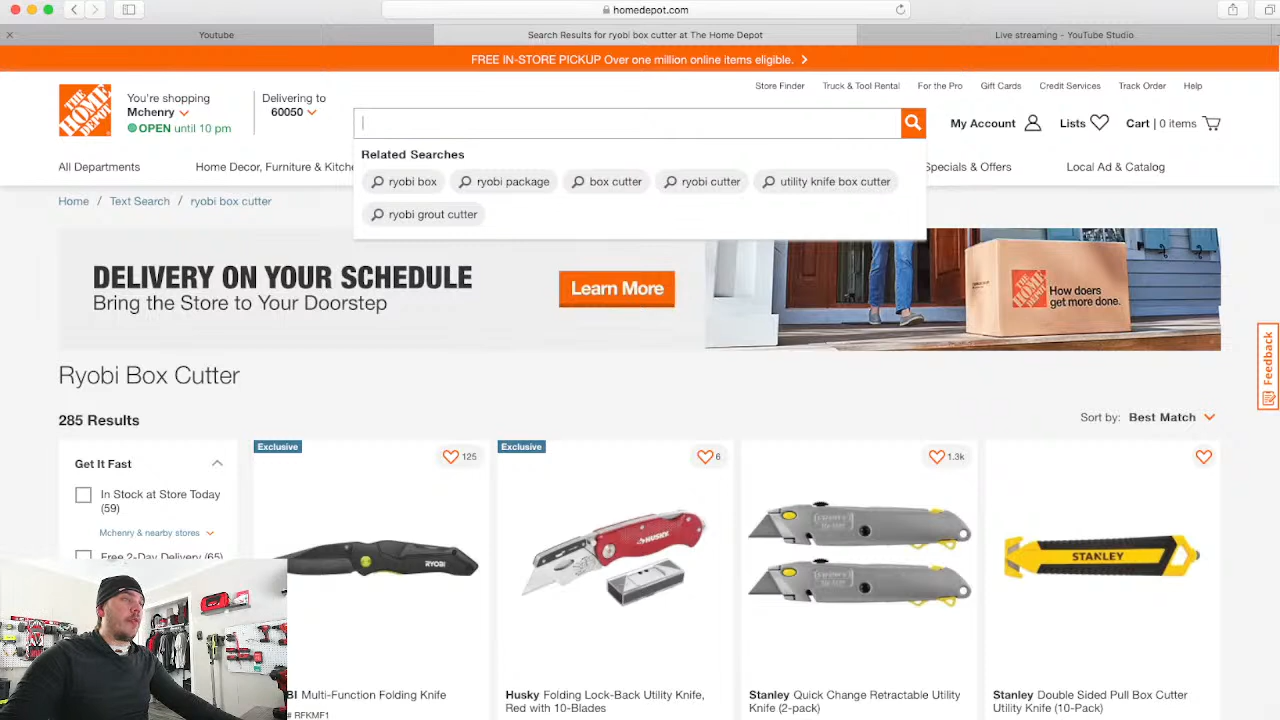 homedepot.com
Youtube
Search Results for ryobi box cutter at The Home Depot
Live streaming - YouTube Studio
FREE IN-STORE PICKUP Over one million online items eligible.
Store Finder
Truck & Tool Rental
For the Pro
Gift Cards
Credit Services
Track Order
Help
THE HOME DEPOT
You're shopping
Mchenry
OPEN until 10 pm
Delivering to
60050
My Account
Lists
Cart | 0 items
Related Searches
ryobi box
ryobi package
box cutter
ryobi cutter
utility knife box cutter
ryobi grout cutter
All Departments
Home Decor, Furniture & Kitche
Specials & Offers
Local Ad & Catalog
Home / Text Search / ryobi box cutter
DELIVERY ON YOUR SCHEDULE
Bring the Store to Your Doorstep
Learn More
THE HOME DEPOT
How doers
get more done.
Feedback
Ryobi Box Cutter
285 Results
Sort by: Best Match
Get It Fast
In Stock at Store Today
(59)
Mchenry & nearby stores
Free 2-Day Delivery (65)
Exclusive
125
RYOBI
BI Multi-Function Folding Knife
# RFKMF1
Exclusive
6
HUSKY
Husky Folding Lock-Back Utility Knife,
Red with 10-Blades
1.3k
Stanley Quick Change Retractable Utility
Knife (2-pack)
STANLEY
Stanley Double Sided Pull Box Cutter
Utility Knife (10-Pack)